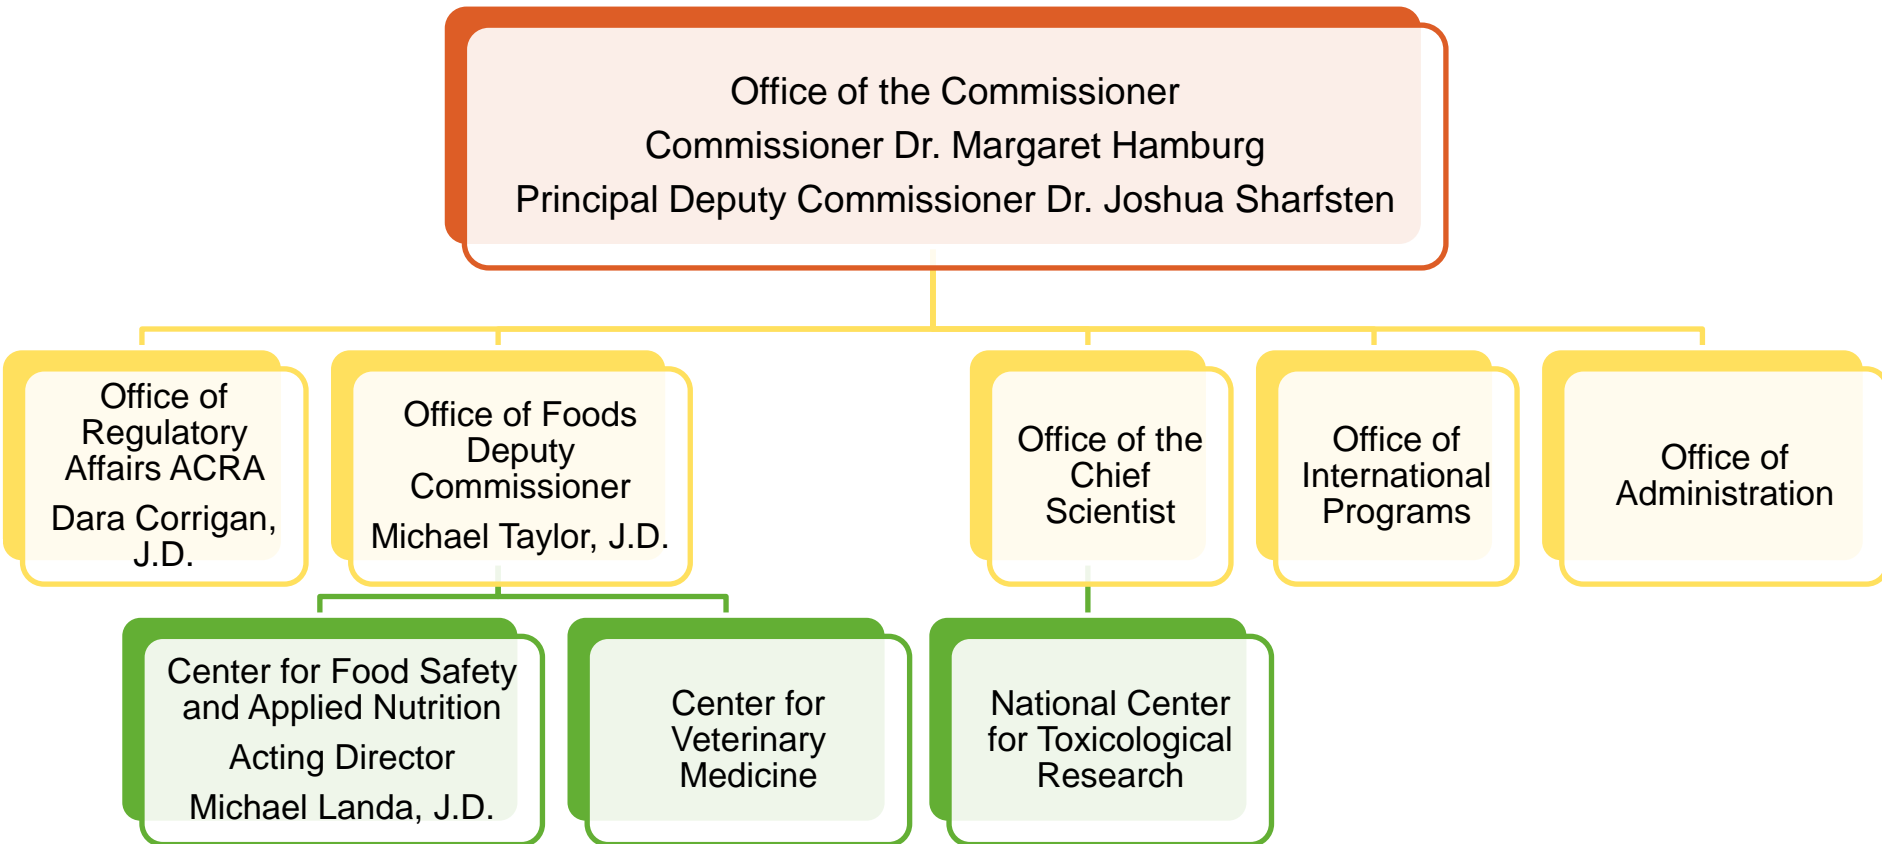 Office of the Commissioner
Commissioner Dr. Margaret Hamburg
Principal Deputy Commissioner Dr. Joshua Sharfsten
Office of
Regulatory
Affairs ACRA
Dara Corrigan,
J.D.
Office of Foods
Deputy
Commissioner
Michael Taylor, J.D.
Office of the
Chief
Scientist
Office of
International
Programs
Office of
Administration
Center for Food Safety
and Applied Nutrition
Acting Director
Michael Landa, J.D.
Center for
Veterinary
Medicine
National Center
for Toxicological
Research